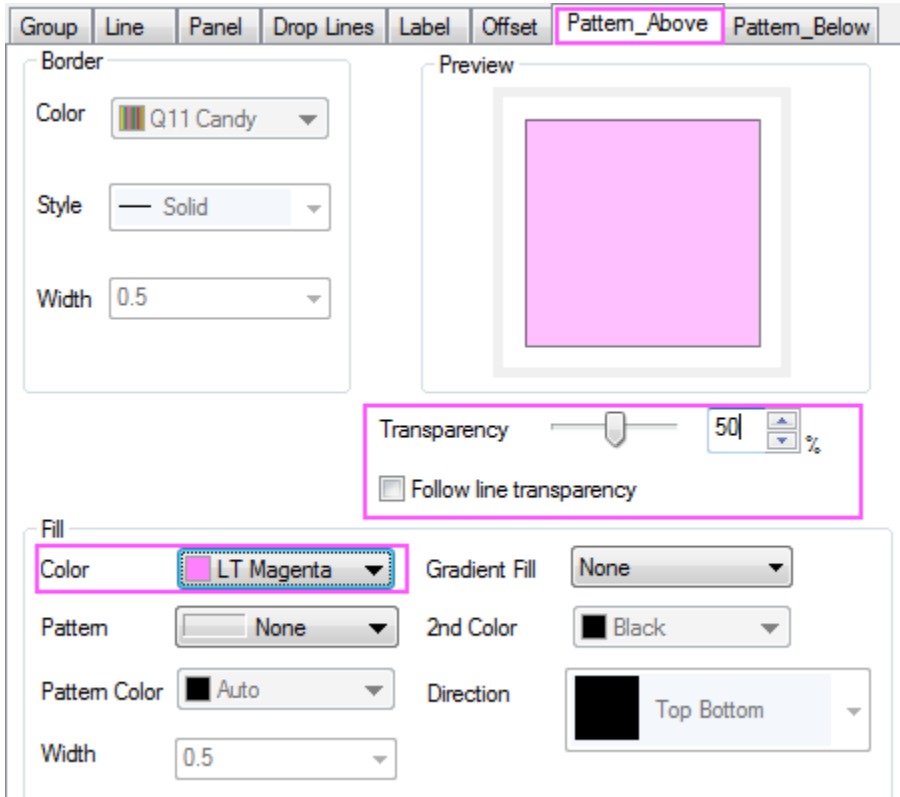 Group Line Panel Drop Lines Label Offset Pattern_Above Pattern_Below
Border
Color Q11 Candy
Style Solid
Width 0.5
Preview
Transparency 50 %
Follow line transparency
Fill
Color LT Magenta Gradient Fill None
Pattern None 2nd Color Black
Pattern Color Auto Direction Top Bottom
Width 0.5